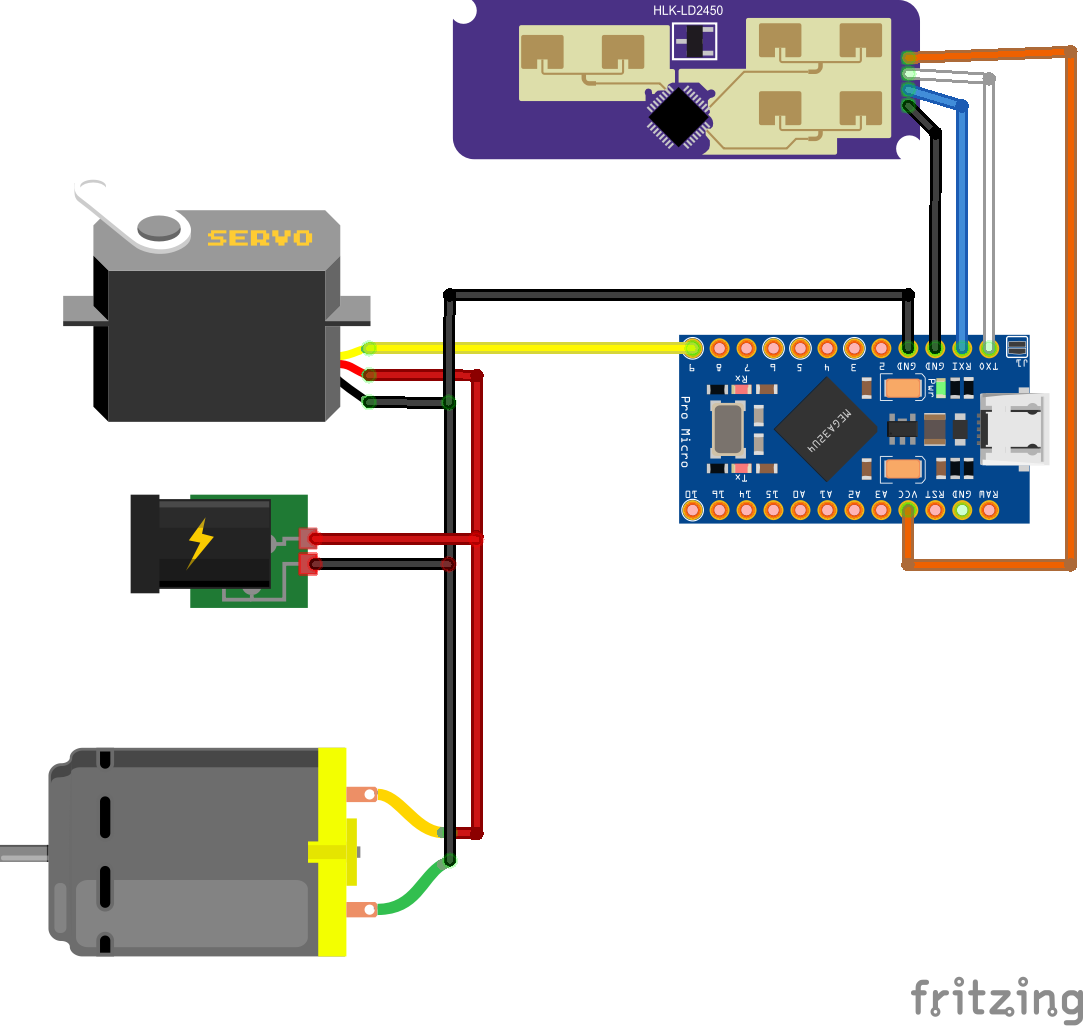 HLK-LD2450
SERVO
9
8
7
6
5
4
3
2
GND
GND
RXI
TXO
J1
Rx
Pwr
Pro Micro
MEGA32U4
Tx
10
16
14
15
A0
A1
A2
A3
VCC
RST
GND
RAW
fritzing